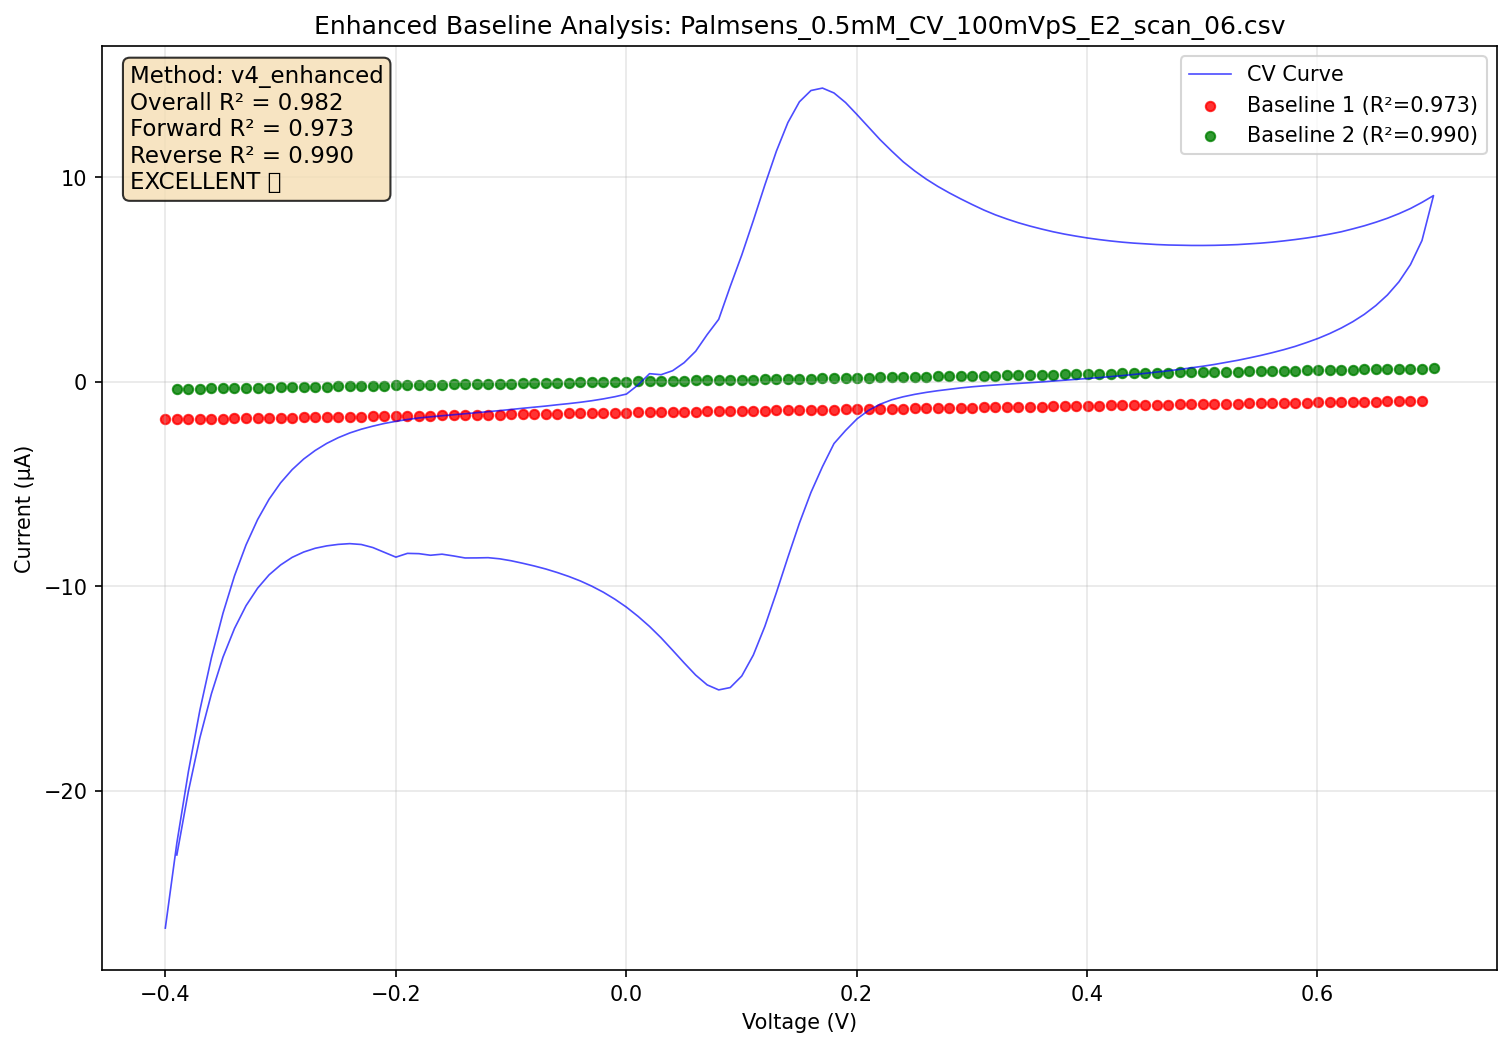 Enhanced Baseline Analysis: Palmsens_0.5mM_CV_100mVpS_E2_scan_06.csv
Method: v4_enhanced
Overall R² = 0.982
Forward R² = 0.973
Reverse R² = 0.990
EXCELLENT
CV Curve
Baseline 1 (R²=0.973)
Baseline 2 (R²=0.990)
10
0
−10
−20
Current (µA)
−0.4
−0.2
0.0
0.2
0.4
0.6
Voltage (V)